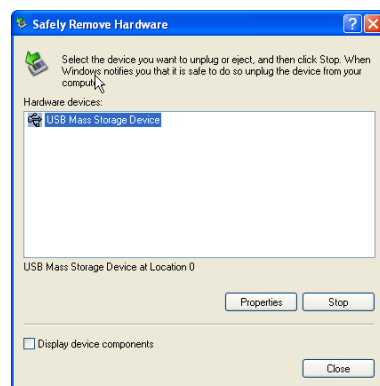 Safely Remove Hardware
Select the device you want to unplug or eject, and then click Stop. When
Windows notifies you that it is safe to do so unplug the device from your
computer.
Hardware devices:
USB Mass Storage Device
USB Mass Storage Device at Location 0
Properties
Stop
Display device components
Close